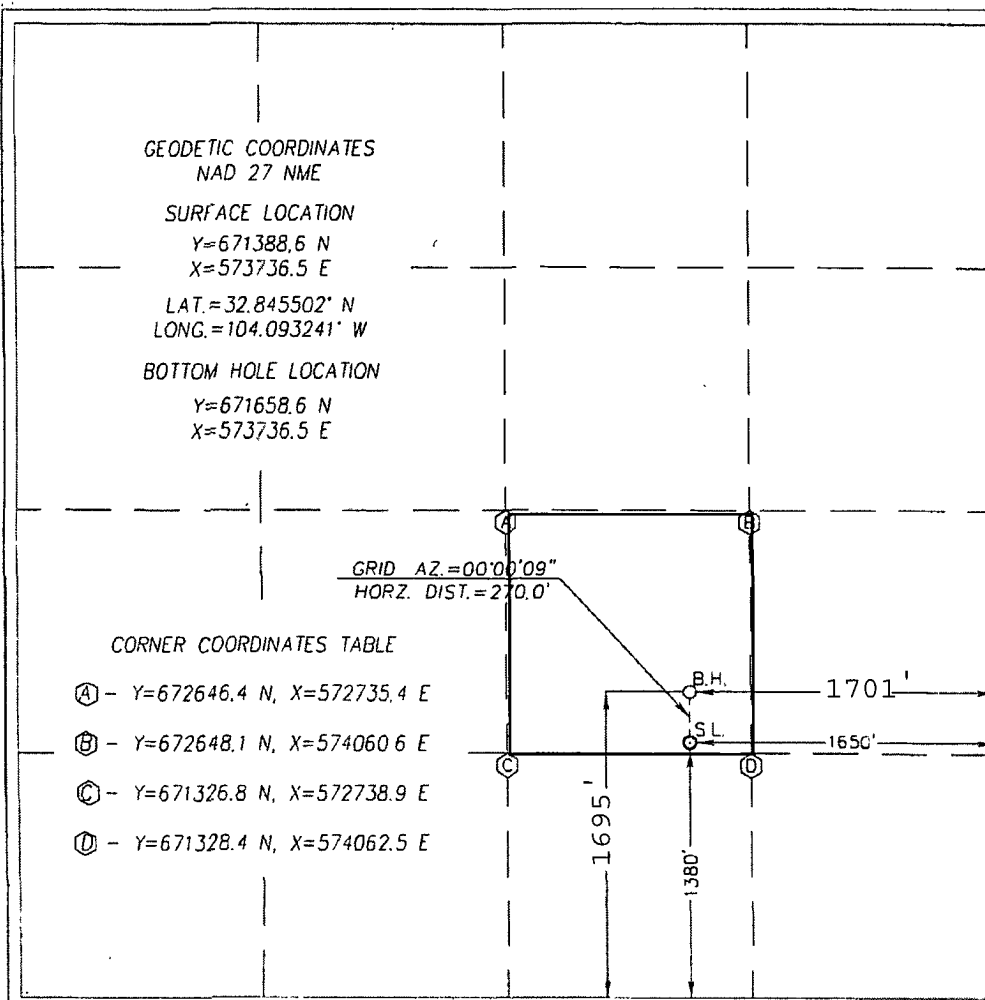 GEODETIC COORDINATES
NAD 27 NME
SURFACE LOCATION
Y=671388.6 N
X=573736.5 E
LAT.=32.845502° N
LONG.=104.093241° W
BOTTOM HOLE LOCATION
Y=671658.6 N
X=573736.5 E
A
B
GRID AZ.=00°00'09"
HORZ. DIST.=270.0'
CORNER COORDINATES TABLE
A - Y=672646.4 N, X=572735.4 E
B - Y=672648.1 N, X=574060.6 E
C - Y=671326.8 N, X=572738.9 E
D - Y=671328.4 N, X=574062.5 E
B.H.
1701'
S.L.
1650'
C
D
1695'
1380'